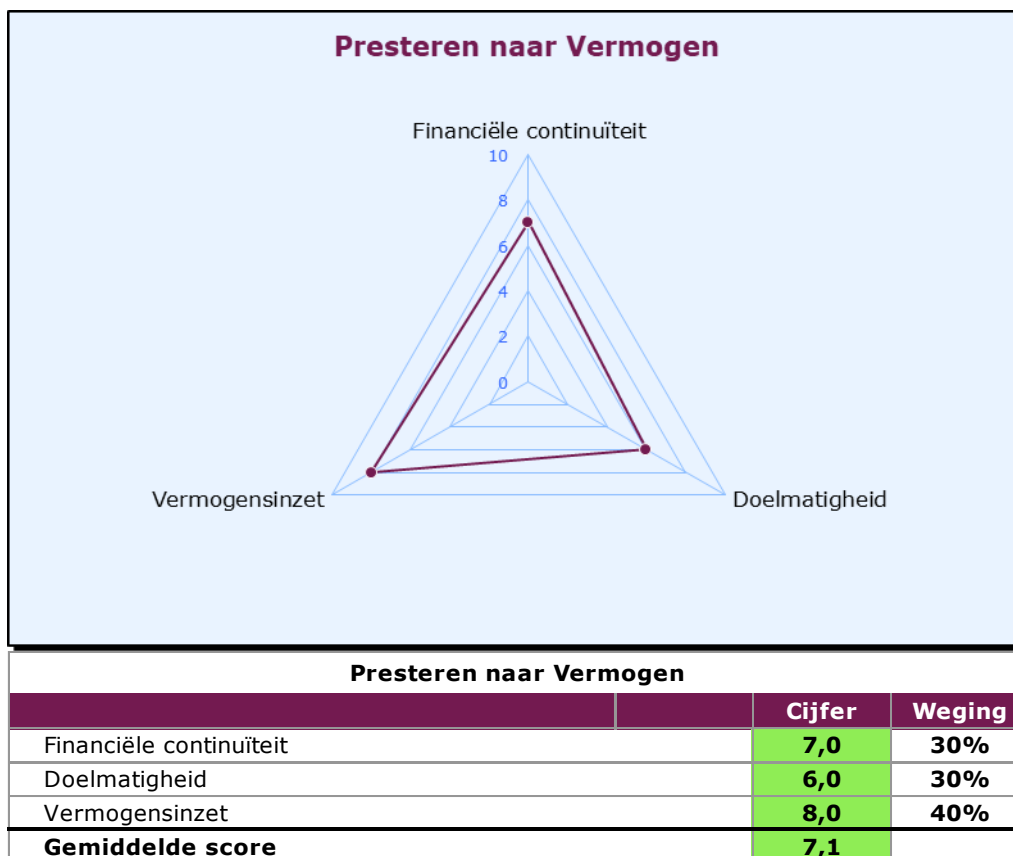 Presteren naar Vermogen
Financiële continuïteit
10
8
6
4
2
0
Vermogensinzet
Doelmatigheid
Presteren naar Vermogen
Cijfer Weging
Financiële continuïteit 7,0 30%
Doelmatigheid 6,0 30%
Vermogensinzet 8,0 40%
Gemiddelde score 7,1